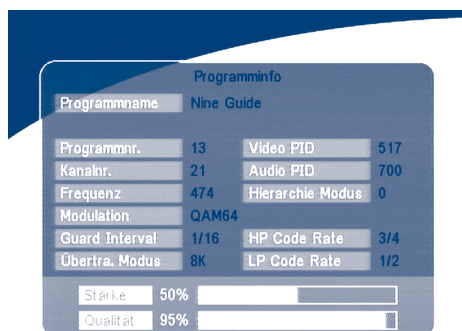 Programminfo
Programmname Nine Guide
Programmnr. 13 Video PID 517
Kanalnr. 21 Audio PID 700
Frequenz 474 Hierarchie Modus 0
Modulation QAM64
Guard Interval 1/16 HP Code Rate 3/4
Übertra. Modus 8K LP Code Rate 1/2
Stärke 50%
Qualität 95%